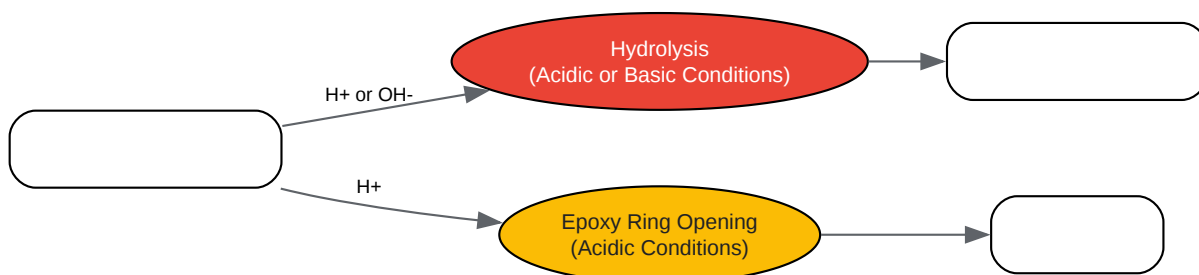 Hydrolysis
(Acidic or Basic Conditions)
H+ or OH-
H+
Epoxy Ring Opening
(Acidic Conditions)